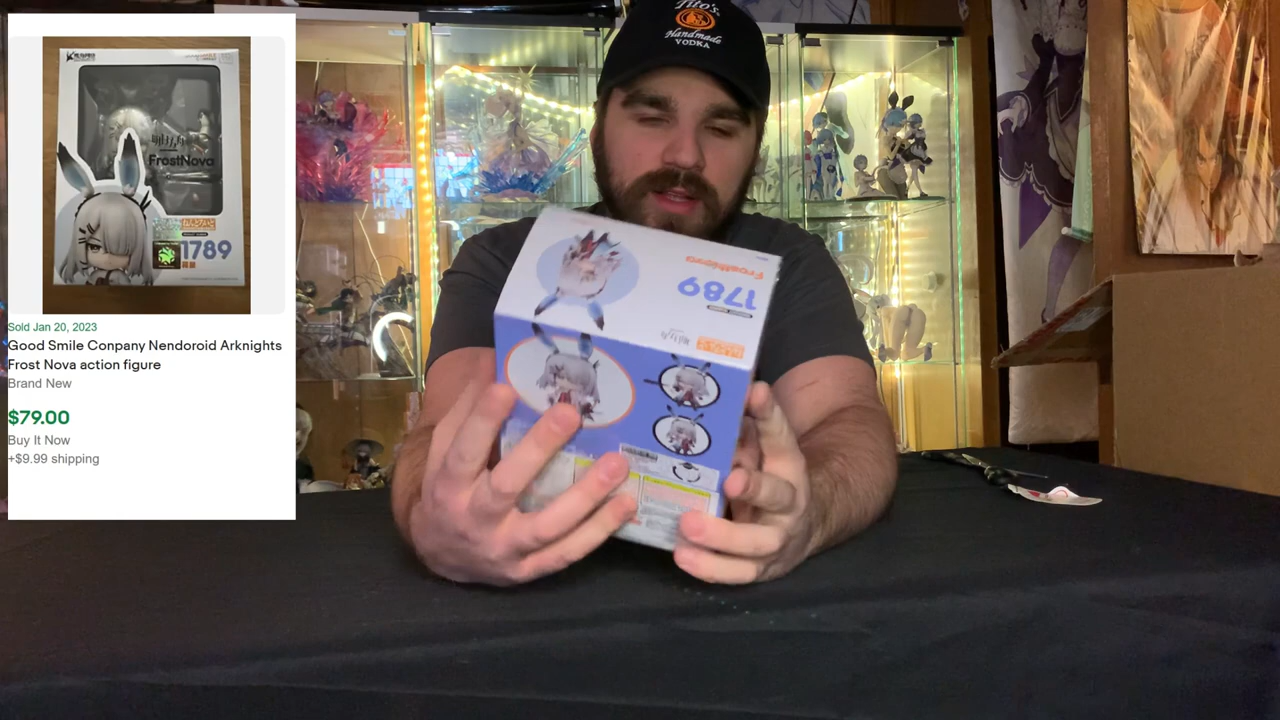 FrostNova
1789
Sold Jan 20, 2023
Good Smile Conpany Nendoroid Arknights
Frost Nova action figure
Brand New
$79.00
Buy It Now
+$9.99 shipping
Tito's
Handmade
VODKA
FrostNova
1789